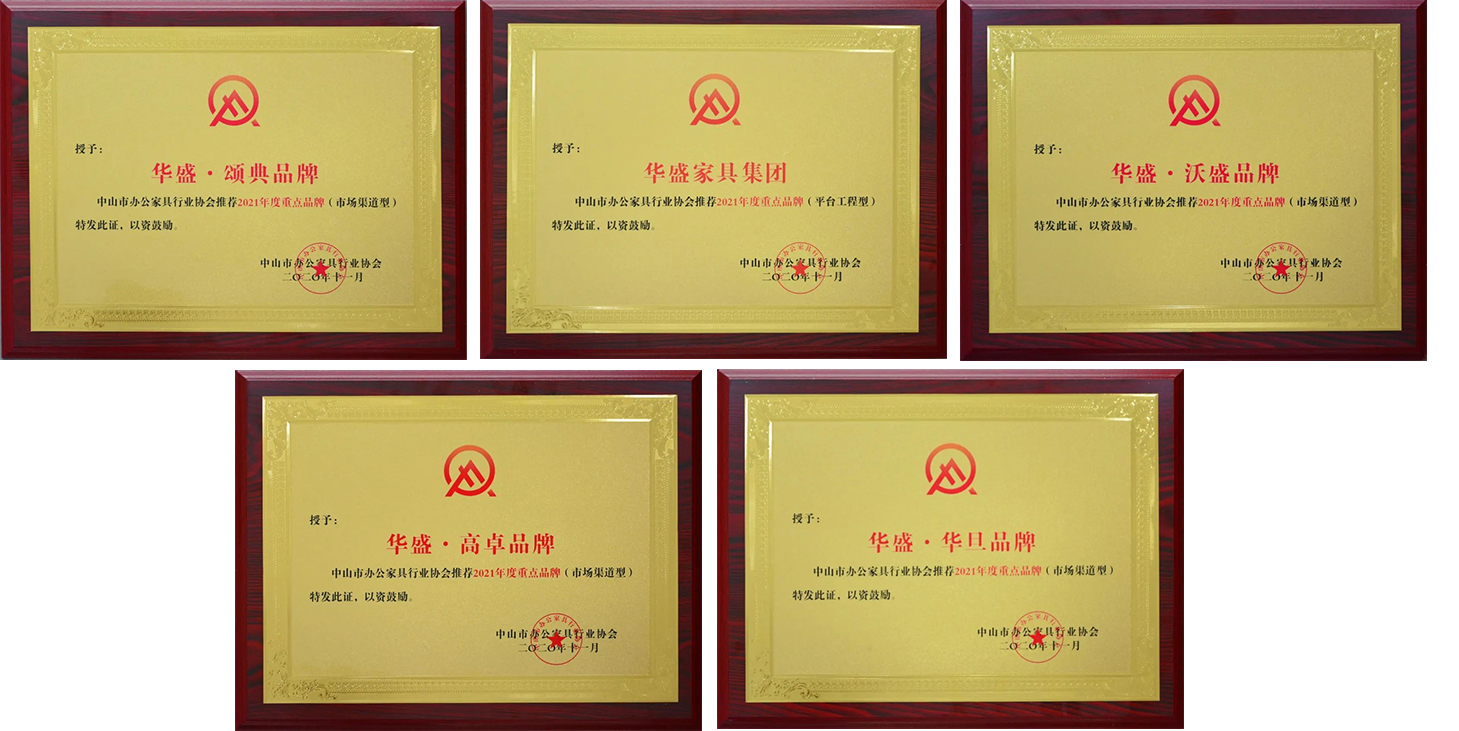 授予：
华盛·颂典品牌
中山市办公家具行业协会推荐2021年度重点品牌（市场渠道型）
特发此证，以资鼓励。
中山市办公家具行业协会
二〇二〇年十一月
授予：
华盛家具集团
中山市办公家具行业协会推荐2021年度重点品牌（平台工程型）
特发此证，以资鼓励。
中山市办公家具行业协会
二〇二〇年十一月
授予：
华盛·沃盛品牌
中山市办公家具行业协会推荐2021年度重点品牌（市场渠道型）
特发此证，以资鼓励。
中山市办公家具行业协会
二〇二〇年十一月
授予：
华盛·高卓品牌
中山市办公家具行业协会推荐2021年度重点品牌（市场渠道型）
特发此证，以资鼓励。
中山市办公家具行业协会
二〇二〇年十一月
授予：
华盛·华旦品牌
中山市办公家具行业协会推荐2021年度重点品牌（市场渠道型）
特发此证，以资鼓励。
中山市办公家具行业协会
二〇二〇年十一月